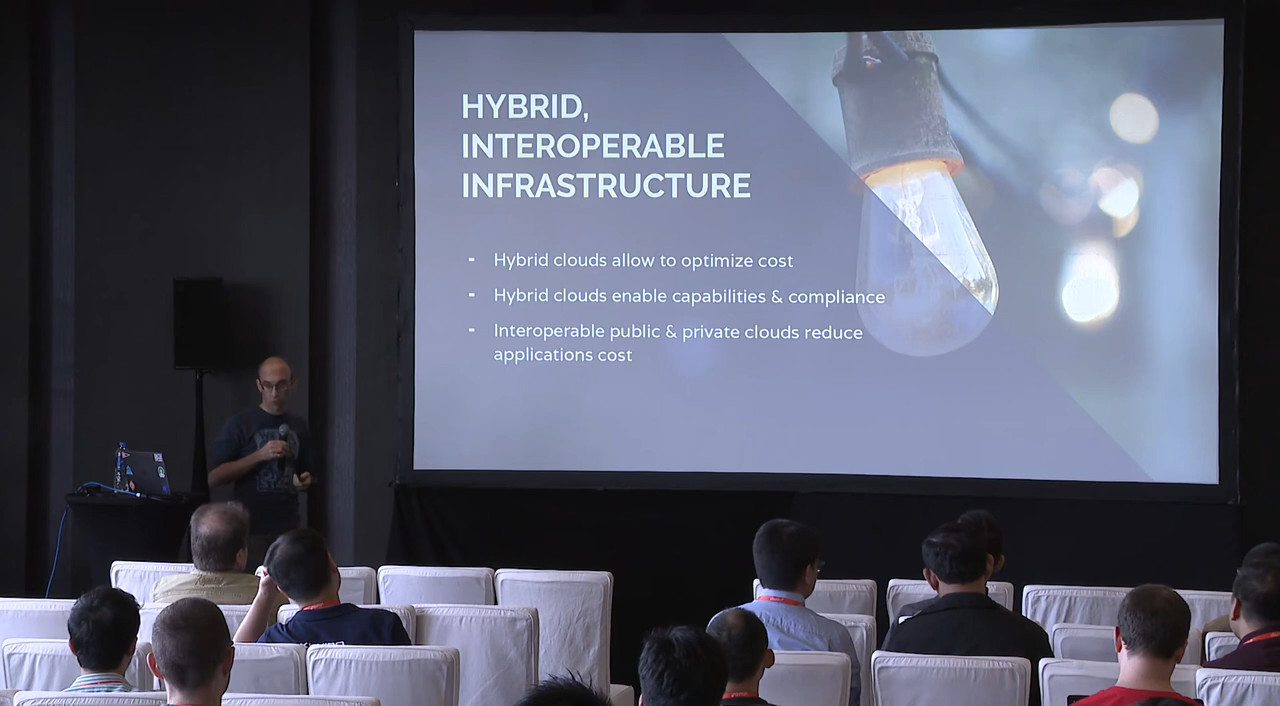 HYBRID,
INTEROPERABLE
INFRASTRUCTURE
- Hybrid clouds allow to optimize cost
- Hybrid clouds enable capabilities & compliance
- Interoperable public & private clouds reduce
applications cost